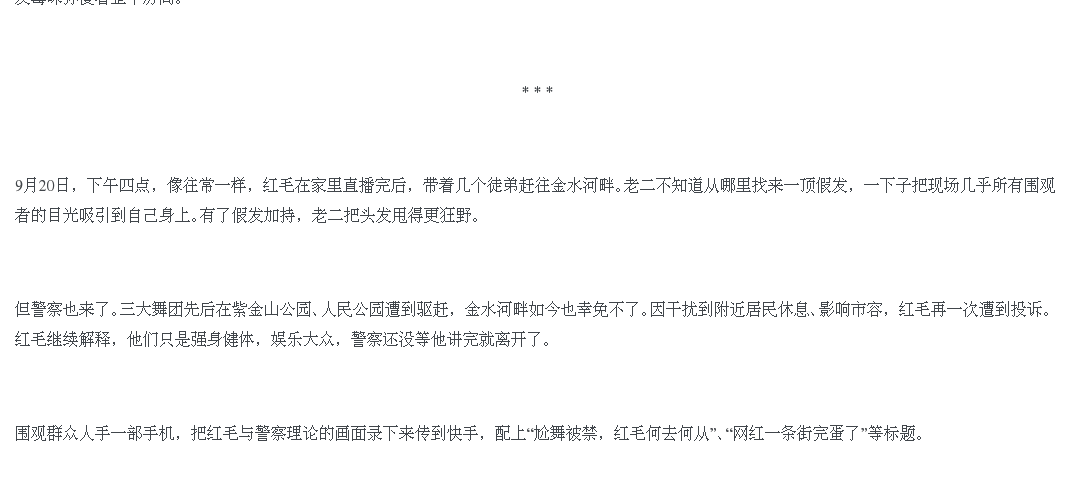 * * *
9月20日，下午四点，像往常一样，红毛在家里直播完后，带着几个徒弟赶往金水河畔。老二不知道从哪里找来一顶假发，一下子把现场几乎所有围观
者的目光吸引到自己身上。有了假发加持，老二把头发甩得更狂野。
但警察也来了。三大舞团先后在紫金山公园、人民公园遭到驱赶，金水河畔如今也幸免不了。因干扰到附近居民休息、影响市容，红毛再一次遭到投诉。
红毛继续解释，他们只是强身健体，娱乐大众，警察还没等他讲完就离开了。
围观群众人手一部手机，把红毛与警察理论的画面录下来传到快手，配上“尬舞被禁，红毛何去何从”、“网红一条街完蛋了”等标题。